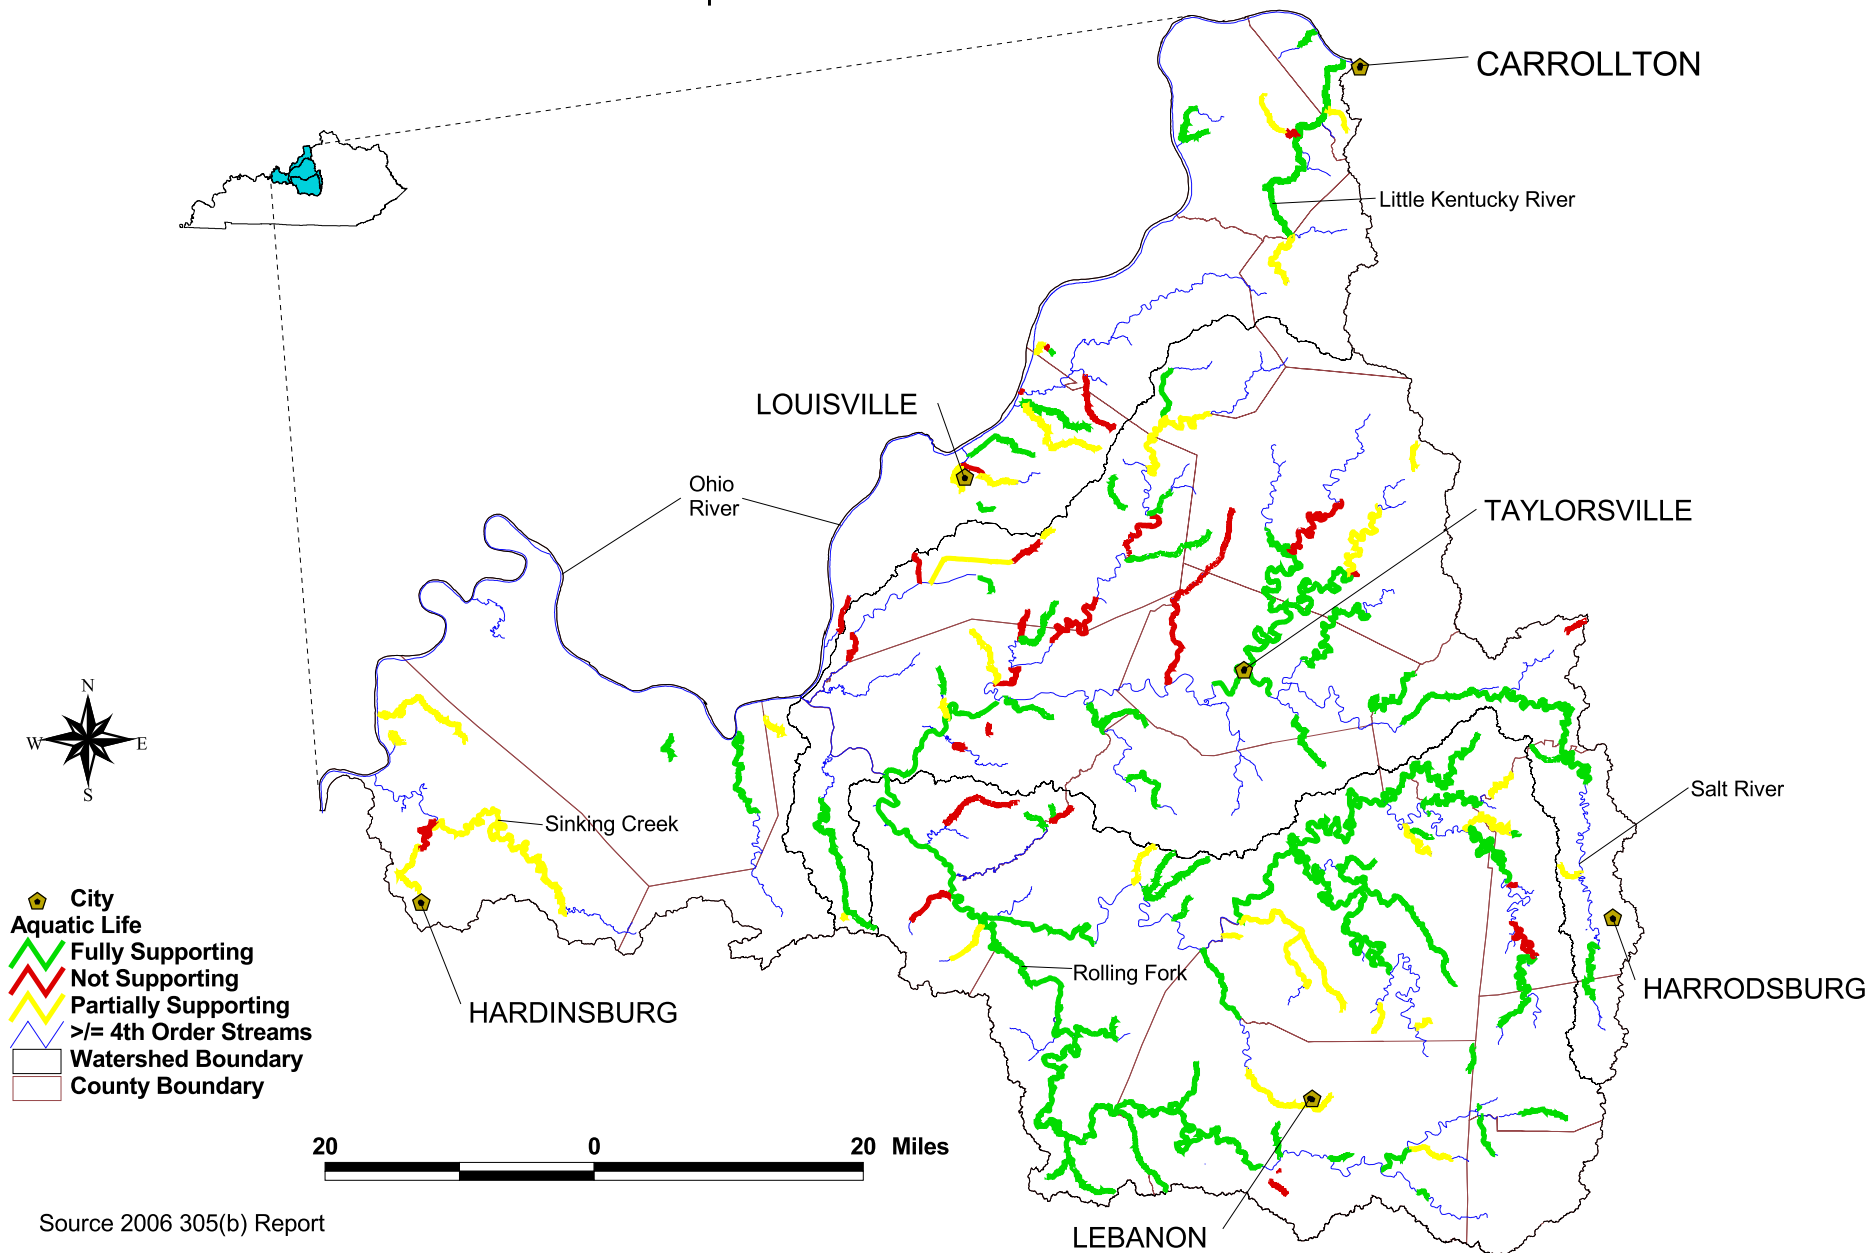 CARROLLTON
Little Kentucky River
LOUISVILLE
Ohio
River
TAYLORSVILLE
N
W
E
S
Salt River
Sinking Creek
City
Aquatic Life
Fully Supporting
Not Supporting
Partially Supporting
>/= 4th Order Streams
Watershed Boundary
County Boundary
Rolling Fork
HARRODSBURG
HARDINSBURG
20 0 20 Miles
Source 2006 305(b) Report
LEBANON